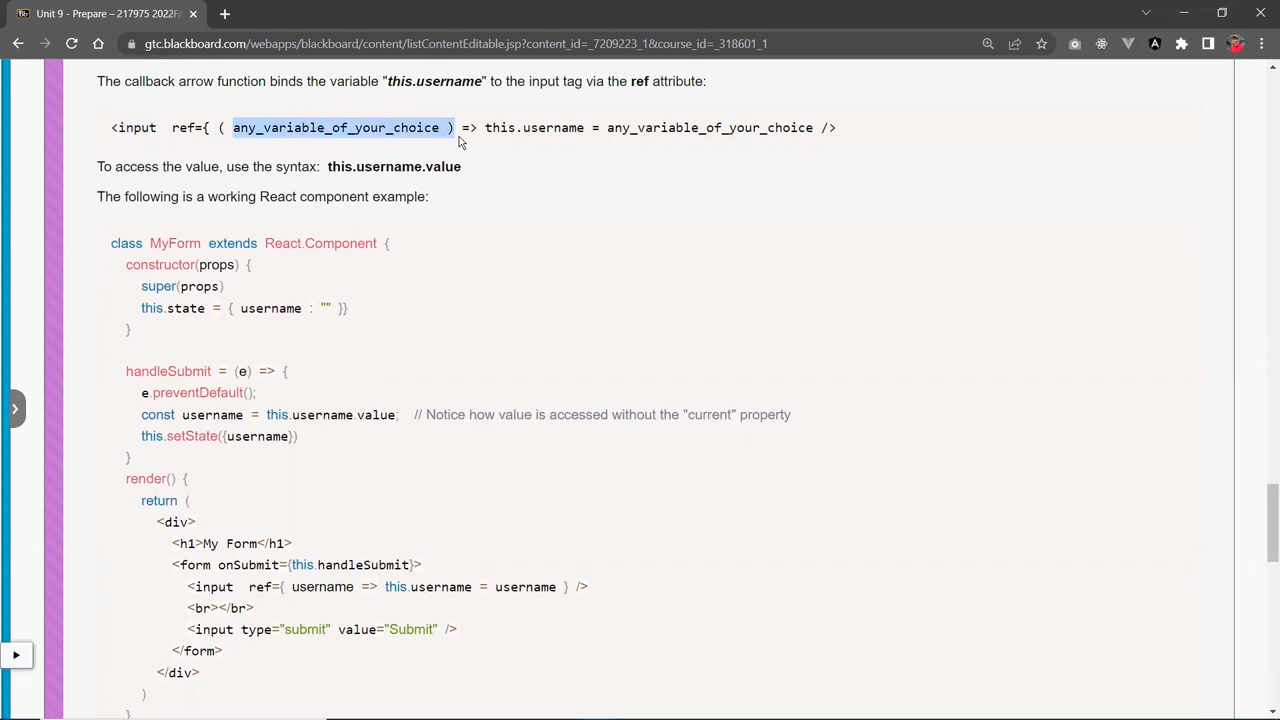 Unit 9 – Prepare – 217975 2022FA
gtc.blackboard.com/webapps/blackboard/content/listContentEditable.jsp?content_id=_7209223_1&course_id=_318601_1
The callback arrow function binds the variable "this.username" to the input tag via the ref attribute:
<input  ref={ ( any_variable_of_your_choice ) => this.username = any_variable_of_your_choice />
To access the value, use the syntax:  this.username.value
The following is a working React component example:
class MyForm extends React.Component {
  constructor(props) {
    super(props)
    this.state = { username : "" }}
  }
  handleSubmit = (e) => {
    e.preventDefault();
    const username = this.username.value;  // Notice how value is accessed without the "current" property
    this.setState({username})
  }
  render() {
    return (
      <div>
        <h1>My Form</h1>
        <form onSubmit={this.handleSubmit}>
          <input  ref={ username => this.username = username } />
          <br></br>
          <input type="submit" value="Submit" />
        </form>
      </div>
    )
  }